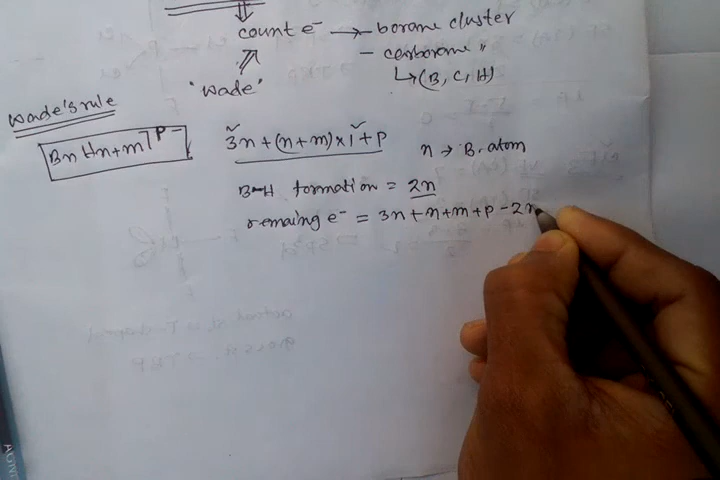 count e⁻ → - borane cluster
- carborane "
↳ (B, C, H)
"Wade"
Wade's rule
BnHn+m]ᵖ⁻
3n + (n+m)×1 + p
n → B. atom
B-H formation = 2n
remaing e⁻ = 3n + n + m + p - 2n